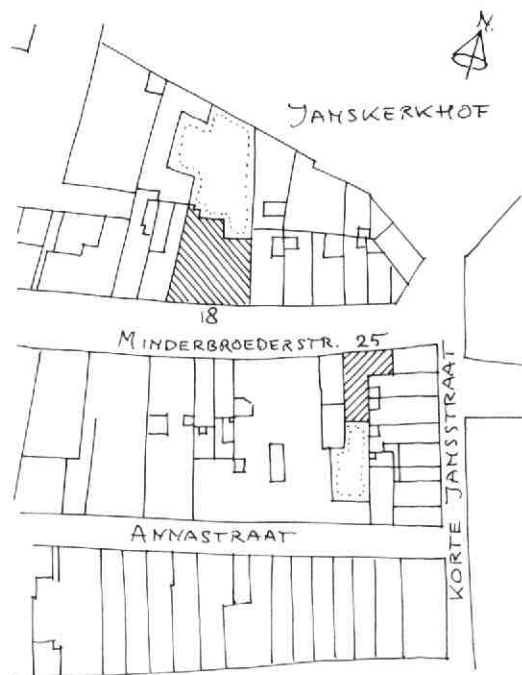 N.
JANSKERKHOF
18
MINDERBROEDERSTR. 25
ANNASTRAAT
KORTE JANSSTRAAT